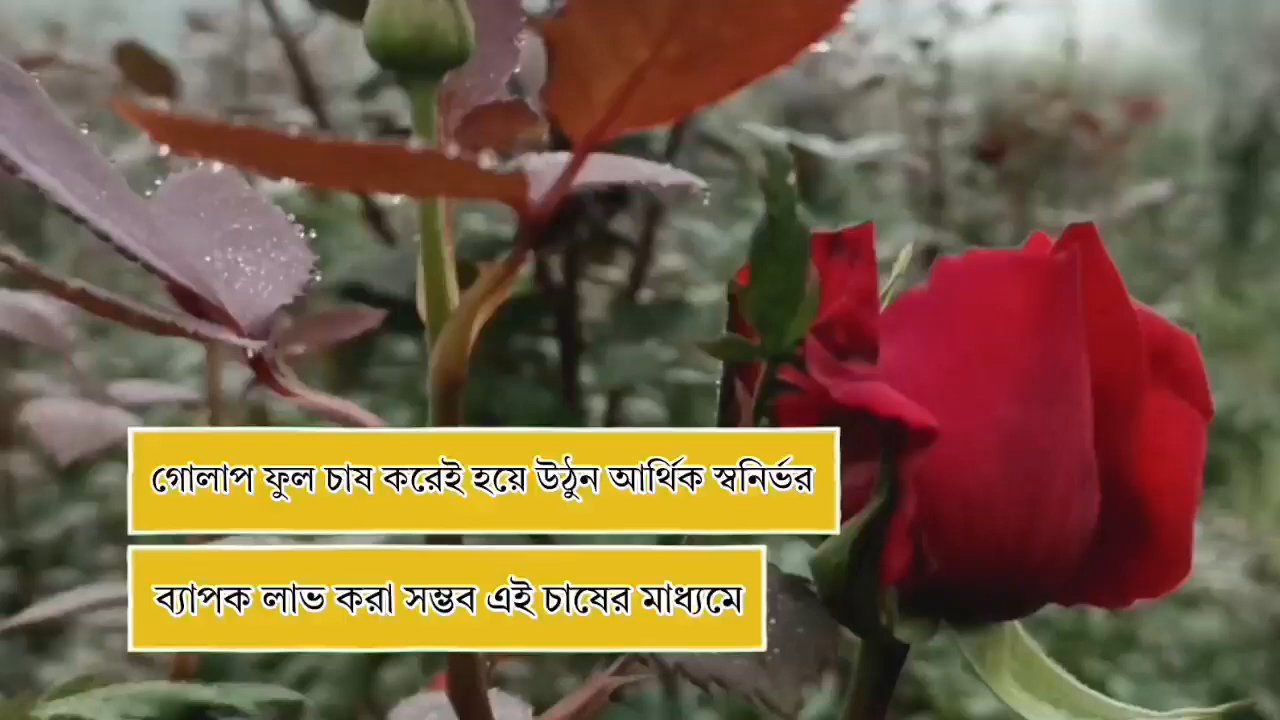 গোলাপ ফুল চাষ করেই হয়ে উঠুন আর্থিক স্বনির্ভর
ব্যাপক লাভ করা সম্ভব এই চাষের মাধ্যমে